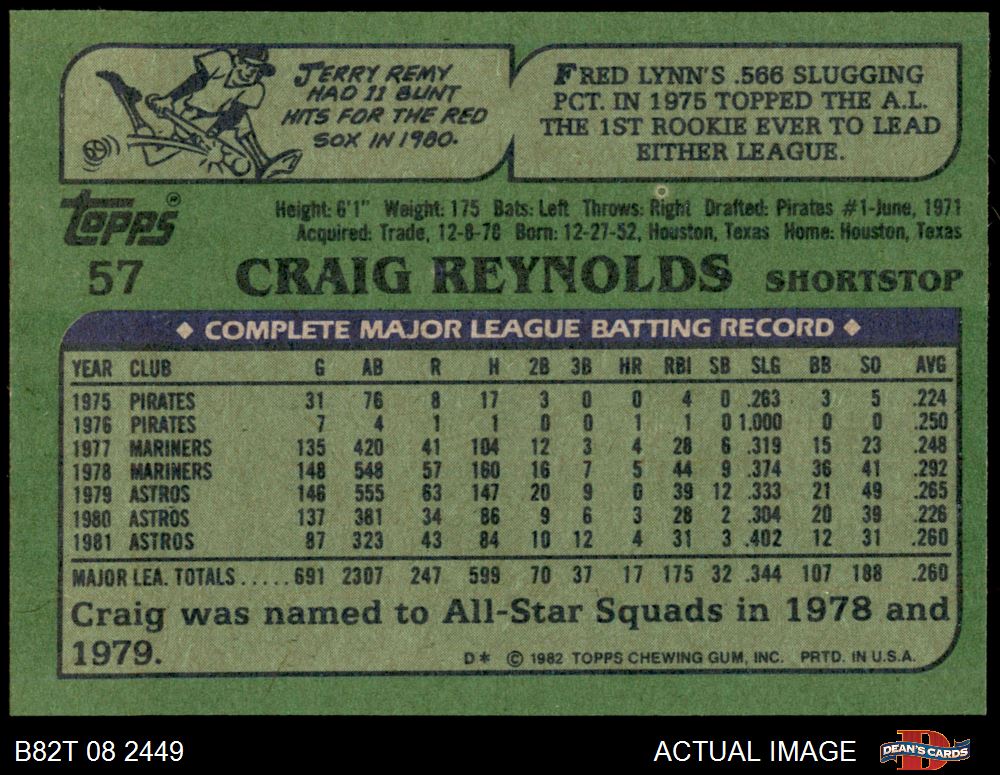 JERRY REMY
HAD 11 BUNT
HITS FOR THE RED
SOX IN 1980.
FRED LYNN'S .566 SLUGGING
PCT. IN 1975 TOPPED THE A.L.
THE 1ST ROOKIE EVER TO LEAD
EITHER LEAGUE.
topps®
Height: 6'1" Weight: 175 Bats: Left Throws: Right Drafted: Pirates #1-June, 1971
Acquired: Trade, 12-8-78 Born: 12-27-52, Houston, Texas Home: Houston, Texas
57 CRAIG REYNOLDS SHORTSTOP
◆ COMPLETE MAJOR LEAGUE BATTING RECORD ◆
YEAR CLUB G AB R H 2B 3B HR RBI SB SLG BB SO AVG
1975 PIRATES 31 76 8 17 3 0 0 4 0 .263 3 5 .224
1976 PIRATES 7 4 1 1 0 0 1 1 0 1.000 0 0 .250
1977 MARINERS 135 420 41 104 12 3 4 28 6 .319 15 23 .248
1978 MARINERS 148 548 57 160 16 7 5 44 9 .374 36 41 .292
1979 ASTROS 146 555 63 147 20 9 0 39 12 .333 21 49 .265
1980 ASTROS 137 381 34 86 9 6 3 28 2 .304 20 39 .226
1981 ASTROS 87 323 43 84 10 12 4 31 3 .402 12 31 .260
MAJOR LEA. TOTALS.....691 2307 247 599 70 37 17 175 32 .344 107 188 .260
Craig was named to All-Star Squads in 1978 and
1979.
D* © 1982 TOPPS CHEWING GUM, INC. PRTD. IN U.S.A.
B82T 08 2449 ACTUAL IMAGE DEAN'S CARDS